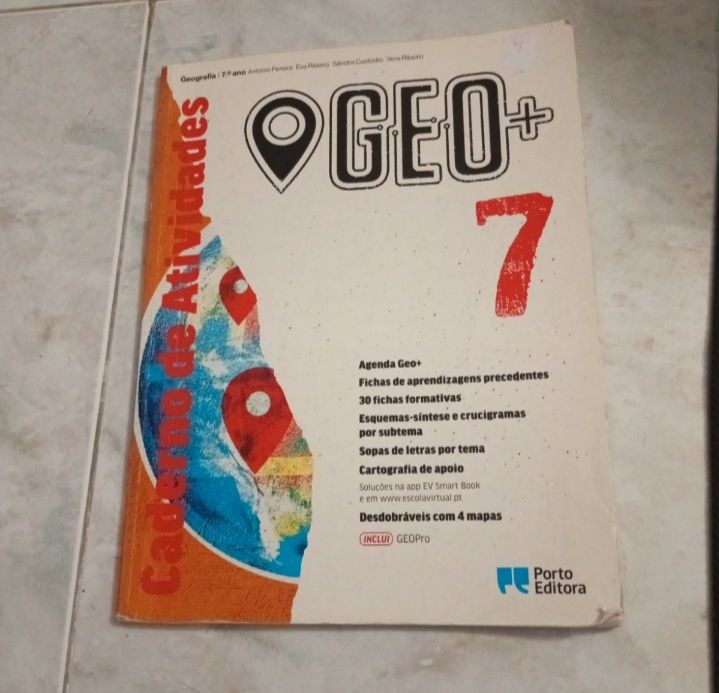 Geografia | 7.º ano António Pereira · Eva Ribeiro · Sandra Custódio · Vera Ribeiro
GEO+
7
Caderno de Atividades
Agenda Geo+
Fichas de aprendizagens precedentes
30 fichas formativas
Esquemas-síntese e crucigramas
por subtema
Sopas de letras por tema
Cartografia de apoio
Soluções na app EV Smart Book
e em www.escolavirtual.pt
Desdobráveis com 4 mapas
INCLUI GEOPro
Porto
Editora